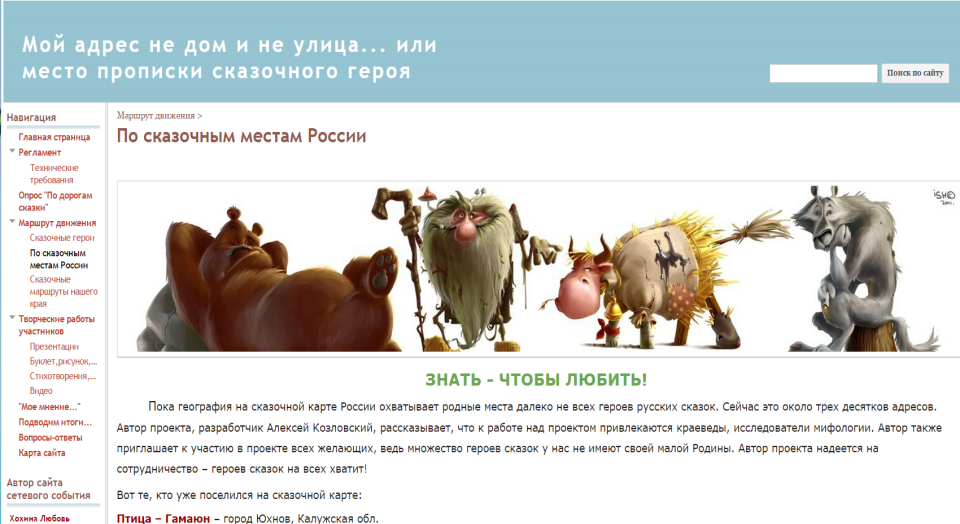 Мой адрес не дом и не улица... или
место прописки сказочного героя
Поиск по сайту
Навигация
Главная страница
Регламент
Технические
требования
Опрос "По дорогам
сказки"
Маршрут движения
Сказочные герои
По сказочным
местам России
Сказочные
маршруты нашего
края
Творческие работы
участников
Презентации
Буклет,рисунок,...
Стихотворения,...
Видео
"Мое мнение..."
Подводим итоги...
Вопросы-ответы
Карта сайта
Автор сайта
сетевого события
Хохина Любовь
Маршрут движения >
По сказочным местам России
ЗНАТЬ - ЧТОБЫ ЛЮБИТЬ!
Пока география на сказочной карте России охватывает родные места далеко не всех героев русских сказок. Сейчас это около трех десятков адресов.
Автор проекта, разработчик Алексей Козловский, рассказывает, что к работе над проектом привлекаются краеведы, исследователи мифологии. Автор также
приглашает к участию в проекте всех желающих, ведь множество героев сказок у нас не имеют своей малой Родины. Автор проекта надеется на
сотрудничество – героев сказок на всех хватит!
Вот те, кто уже поселился на сказочной карте:
Птица – Гамаюн – город Юхнов, Калужская обл.